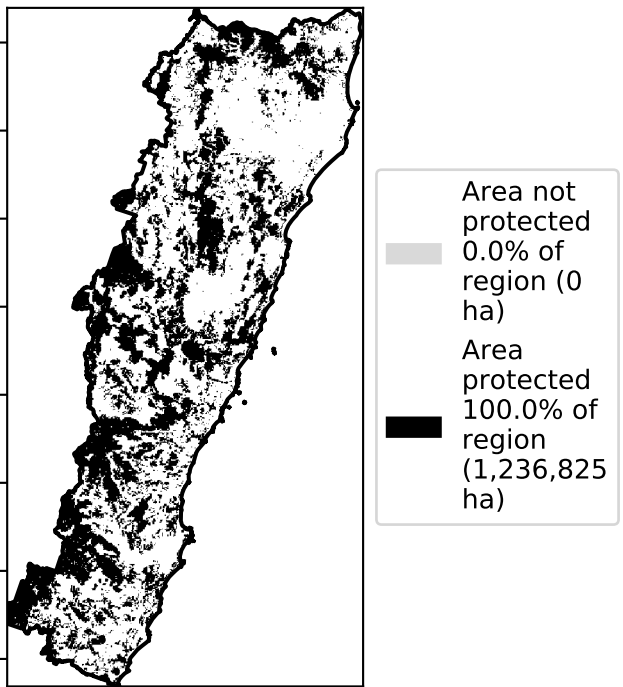 Area not
protected
0.0% of
region (0
ha)
Area
protected
100.0% of
region
(1,236,825
ha)